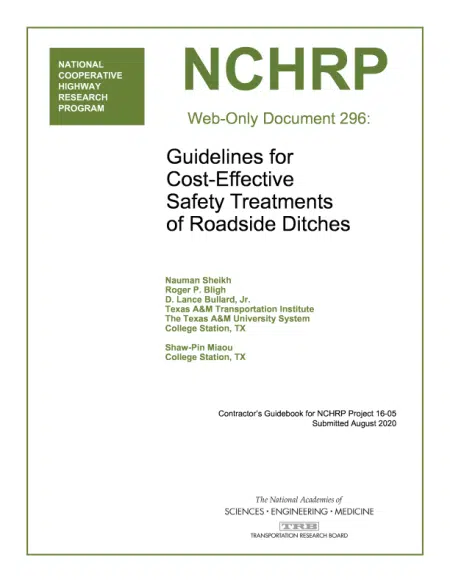 NATIONAL
COOPERATIVE
HIGHWAY
RESEARCH
PROGRAM
NCHRP
Web-Only Document 296:
Guidelines for
Cost-Effective
Safety Treatments
of Roadside Ditches
Nauman Sheikh
Roger P. Bligh
D. Lance Bullard, Jr.
Texas A&M Transportation Institute
The Texas A&M University System
College Station, TX
Shaw-Pin Miaou
College Station, TX
Contractor's Guidebook for NCHRP Project 16-05
Submitted August 2020
The National Academies of
SCIENCES • ENGINEERING • MEDICINE
TRB
TRANSPORTATION RESEARCH BOARD